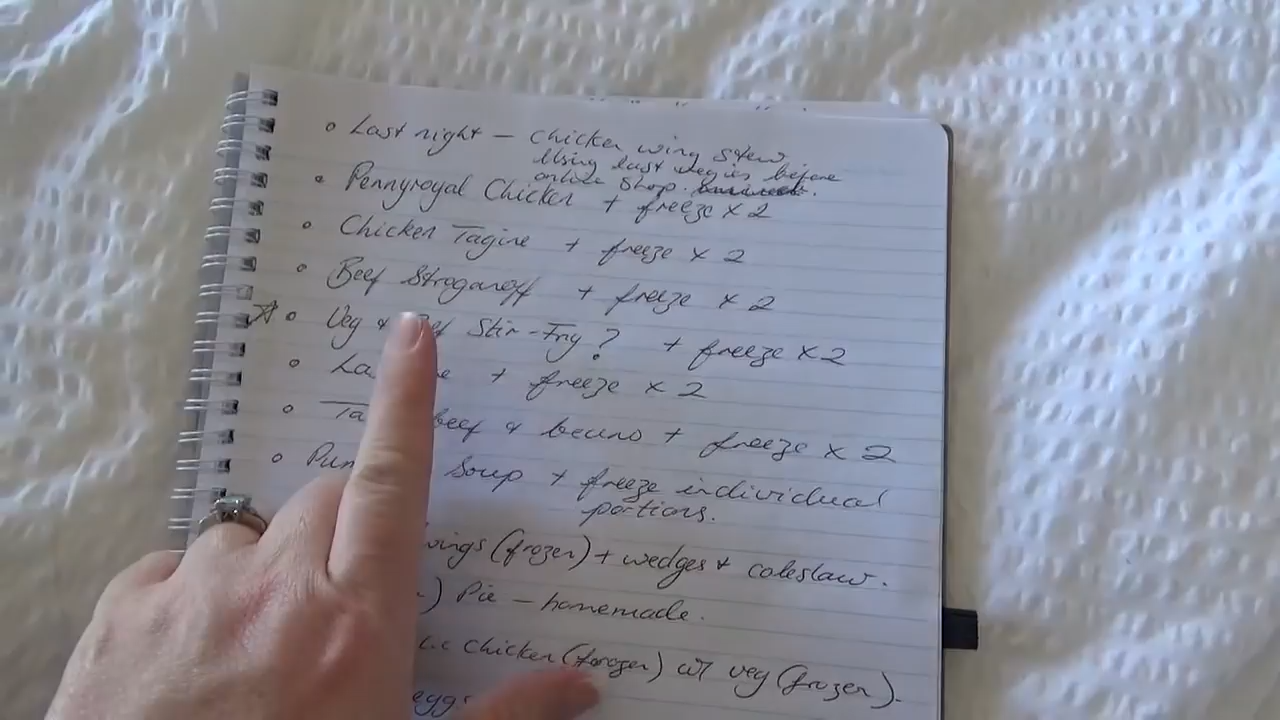 Last night - Chicken wing stew
Using last vegies before
online shop.
Pennyroyal Chicken + freeze x 2
Chicken Tagine + freeze x 2
Beef Stroganoff + freeze x 2
Veg & Stir-Fry? + freeze x 2
+ freeze x 2
beef & beans + freeze x 2
Soup + freeze individual
portions.
wings (frozen) + wedges & coleslaw.
) Pie - homemade.
Chicken (frozen) w/ veg (frozen).
eggs